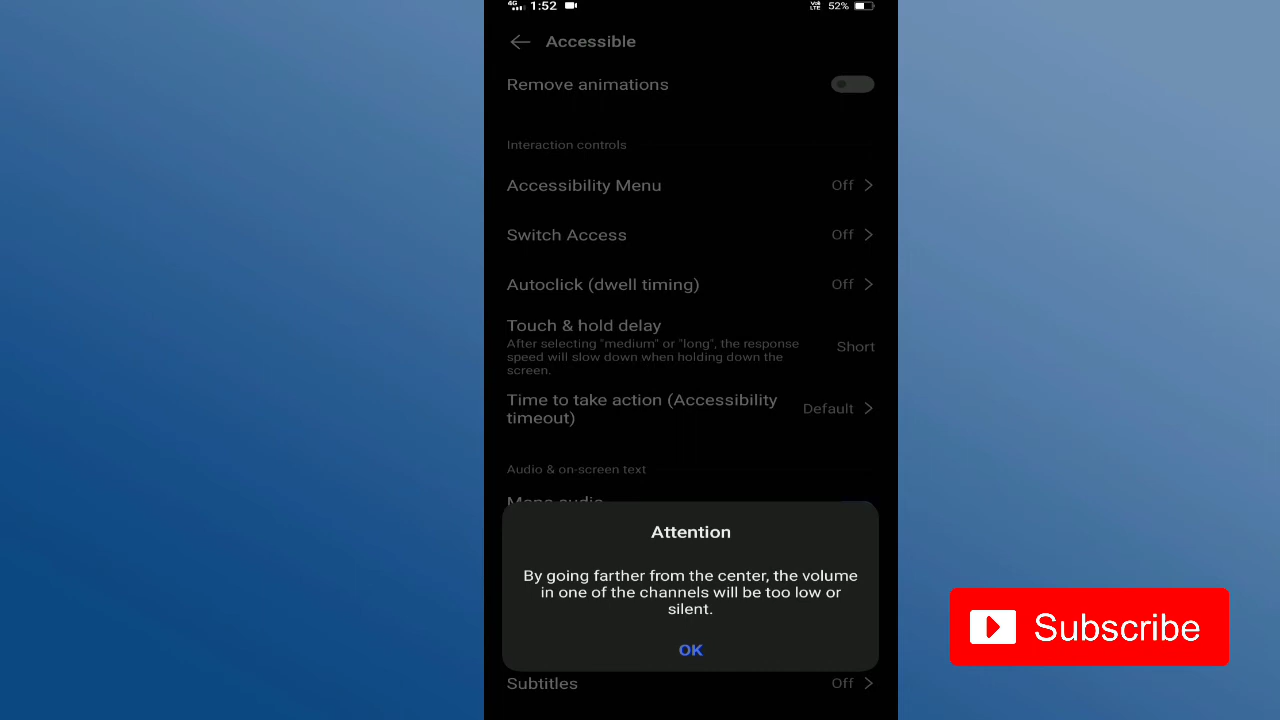 4G 1:52 Vo LTE 52%
Accessible
Remove animations
Interaction controls
Accessibility Menu Off
Switch Access Off
Autoclick (dwell timing) Off
Touch & hold delay
After selecting "medium" or "long", the response
speed will slow down when holding down the
screen.
Short
Time to take action (Accessibility
timeout)
Default
Audio & on-screen text
Mono audio
Attention
By going farther from the center, the volume
in one of the channels will be too low or
silent.
OK
Subtitles Off
Subscribe